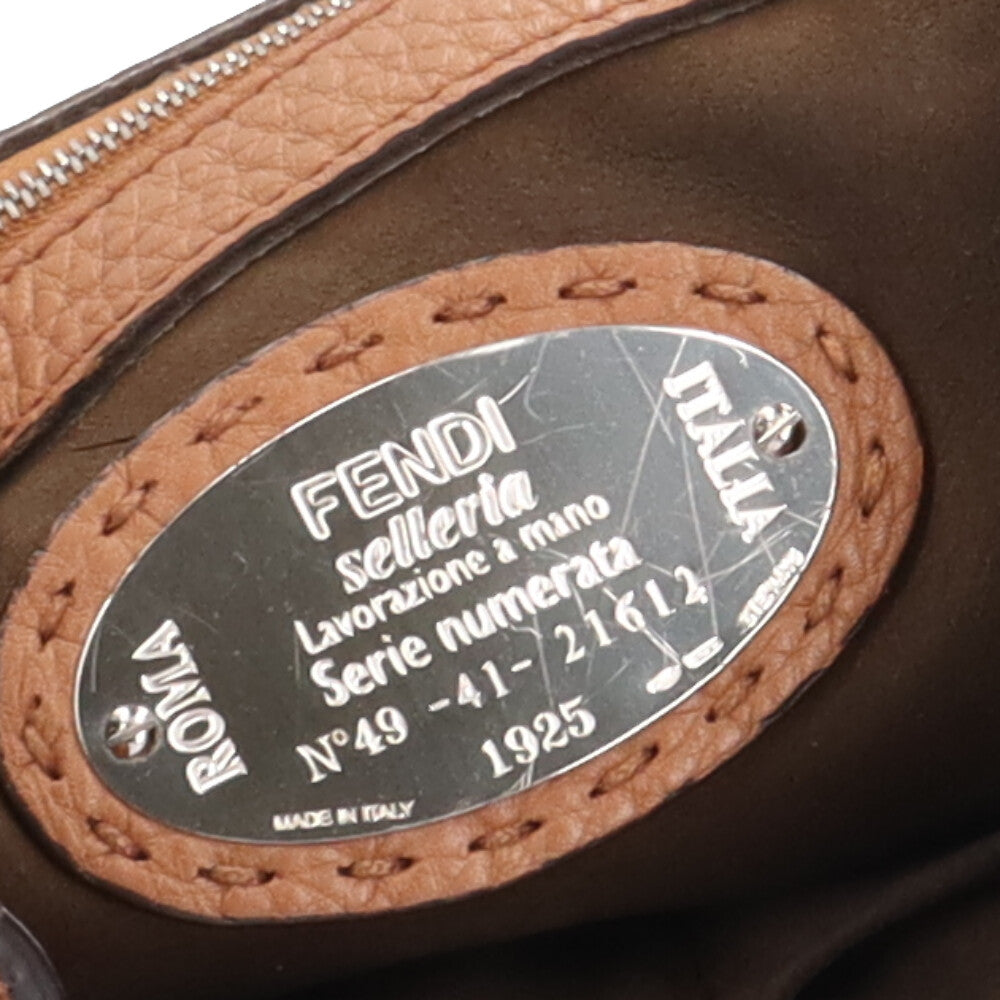 FENDI
selleria
Lavorazione a mano
Serie numerata
N° 49 -41- 21612
1925
ROMA
ITALIA
MADE IN ITALY